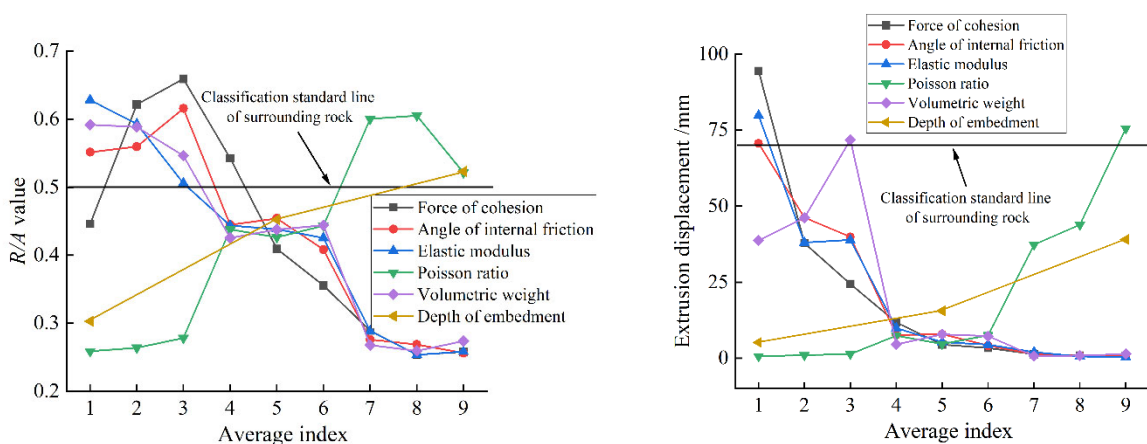 0.7
0.6
0.5
0.4
0.3
0.2
R/A value
Classification standard line
of surrounding rock
Force of cohesion
Angle of internal friction
Elastic modulus
Poisson ratio
Volumetric weight
Depth of embedment
1 2 3 4 5 6 7 8 9
Average index
100
75
50
25
0
Extrusion displacement /mm
Force of cohesion
Angle of internal friction
Elastic modulus
Poisson ratio
Volumetric weight
Depth of embedment
Classification standard line
of surrounding rock
1 2 3 4 5 6 7 8 9
Average index